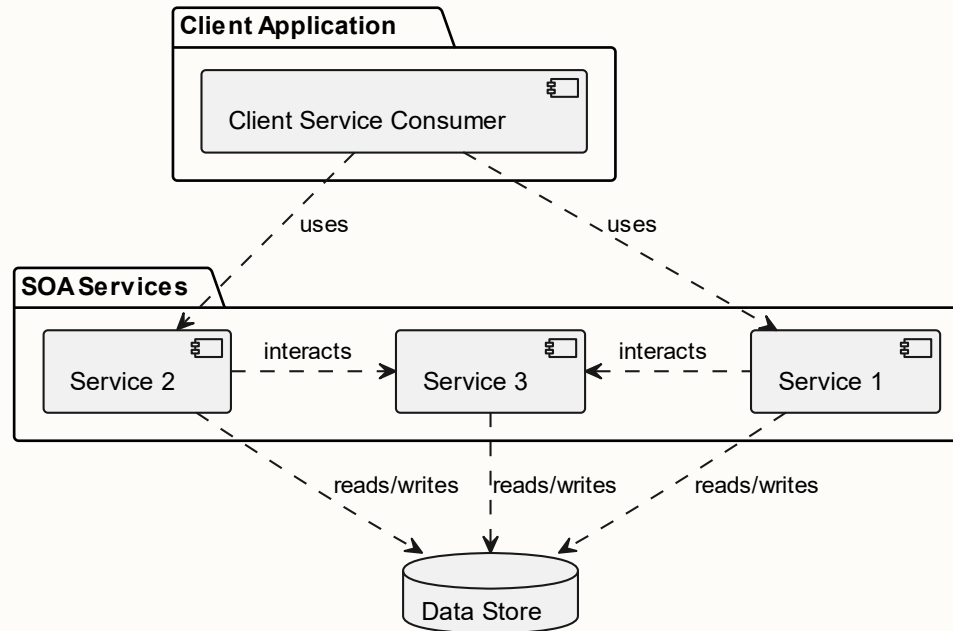 Client Application
Client Service Consumer
uses
uses
SOA Services
interacts
interacts
Service 2
Service 3
Service 1
reads/writes
reads/writes
reads/writes
Data Store